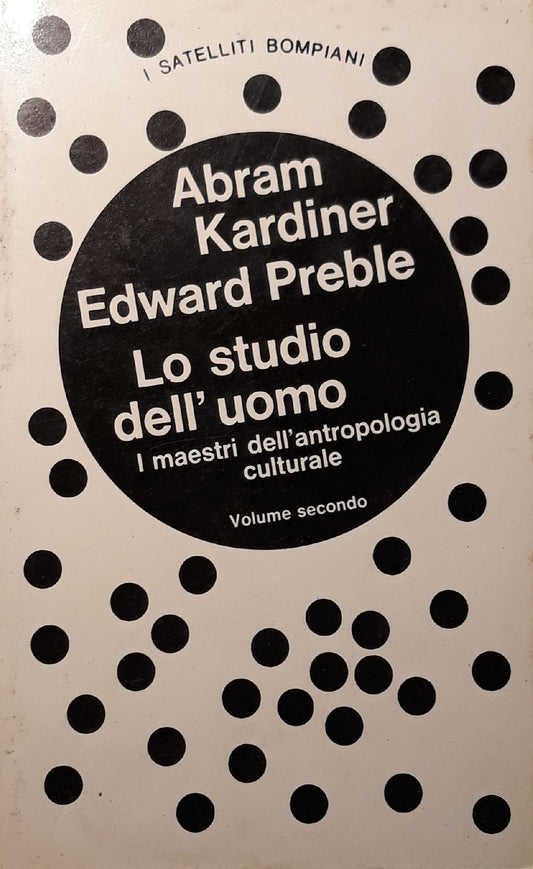 I SATELLITI BOMPIANI
Abram
Kardiner
Edward Preble
Lo studio
dell' uomo
I maestri dell'antropologia
culturale
Volume secondo